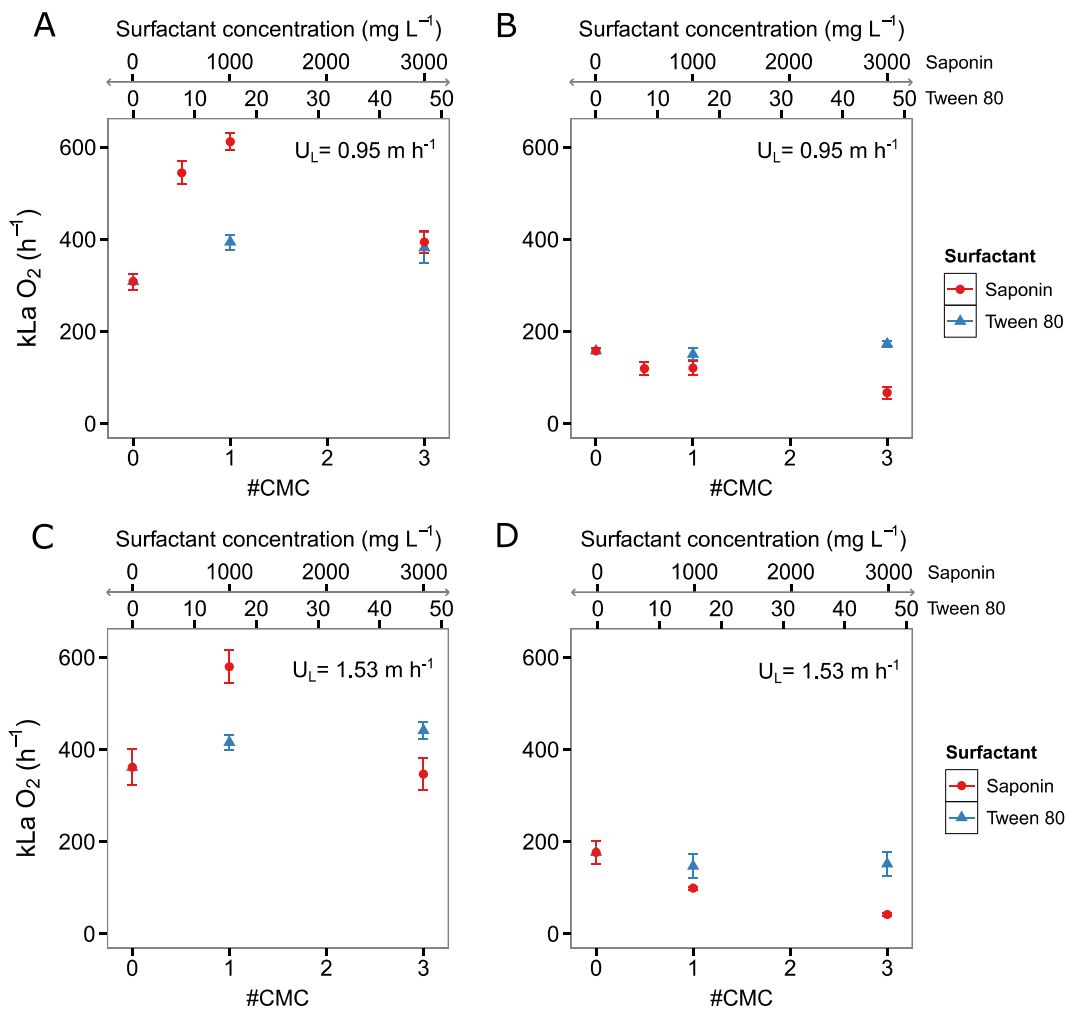 A
Surfactant concentration (mg L⁻¹)
0 1000 2000 3000
0 10 20 30 40 50
600
400
200
0
kLa O₂ (h⁻¹)
U_L= 0.95 m h⁻¹
0 1 2 3
#CMC
B
Surfactant concentration (mg L⁻¹)
0 1000 2000 3000 Saponin
0 10 20 30 40 50 Tween 80
600
400
200
0
U_L= 0.95 m h⁻¹
0 1 2 3
#CMC
Surfactant
Saponin
Tween 80
C
Surfactant concentration (mg L⁻¹)
0 1000 2000 3000
0 10 20 30 40 50
600
400
200
0
kLa O₂ (h⁻¹)
U_L= 1.53 m h⁻¹
0 1 2 3
#CMC
D
Surfactant concentration (mg L⁻¹)
0 1000 2000 3000 Saponin
0 10 20 30 40 50 Tween 80
600
400
200
0
U_L= 1.53 m h⁻¹
0 1 2 3
#CMC
Surfactant
Saponin
Tween 80